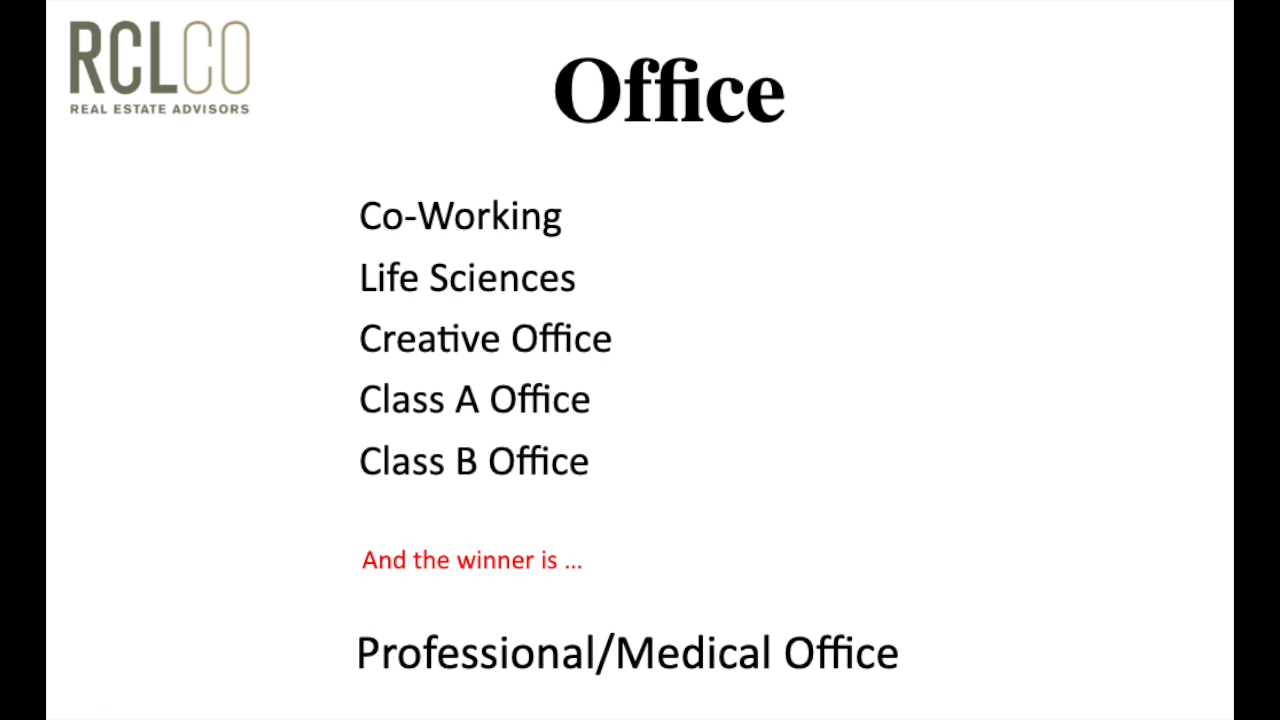 RCLCO
REAL ESTATE ADVISORS
Office
Co-Working
Life Sciences
Creative Office
Class A Office
Class B Office
And the winner is ...
Professional/Medical Office